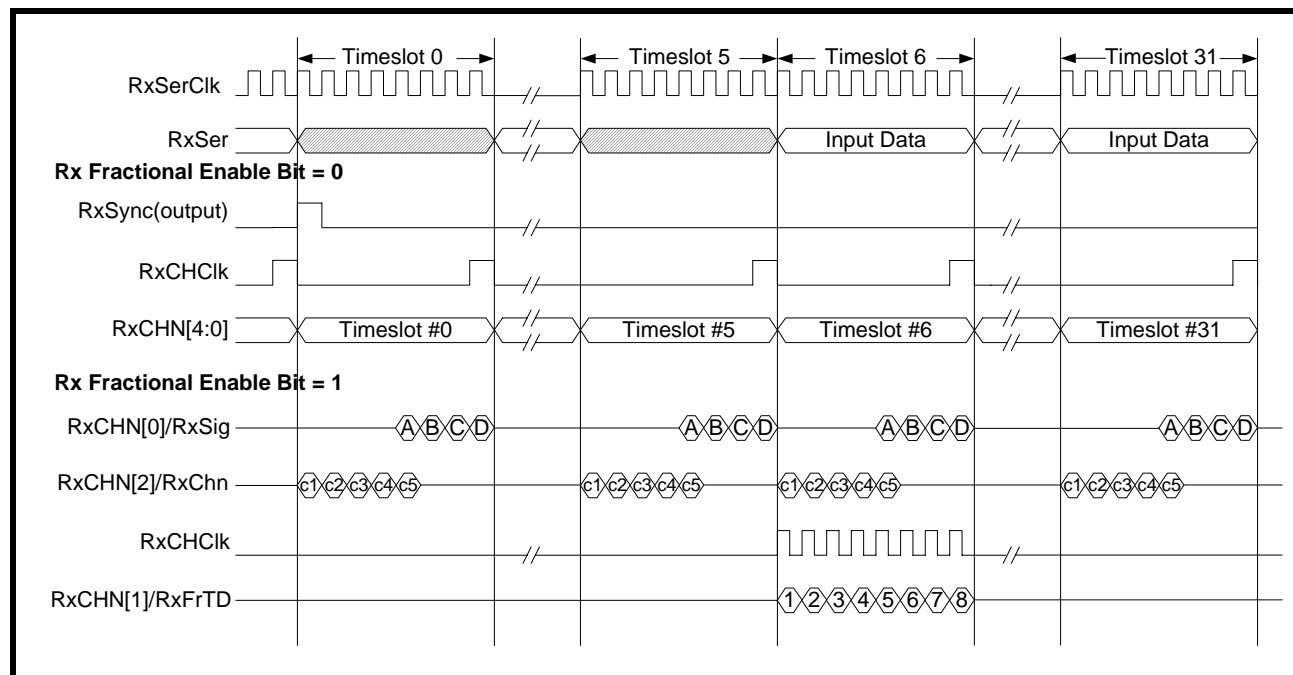 Timeslot 0 Timeslot 5 Timeslot 6 Timeslot 31
RxSerClk
RxSer Input Data Input Data
Rx Fractional Enable Bit = 0
RxSync(output)
RxCHClk
RxCHN[4:0] Timeslot #0 Timeslot #5 Timeslot #6 Timeslot #31
Rx Fractional Enable Bit = 1
RxCHN[0]/RxSig A B C D A B C D A B C D A B C D
RxCHN[2]/RxChn c1 c2 c3 c4 c5 c1 c2 c3 c4 c5 c1 c2 c3 c4 c5 c1 c2 c3 c4 c5
RxCHClk
RxCHN[1]/RxFrTD 1 2 3 4 5 6 7 8